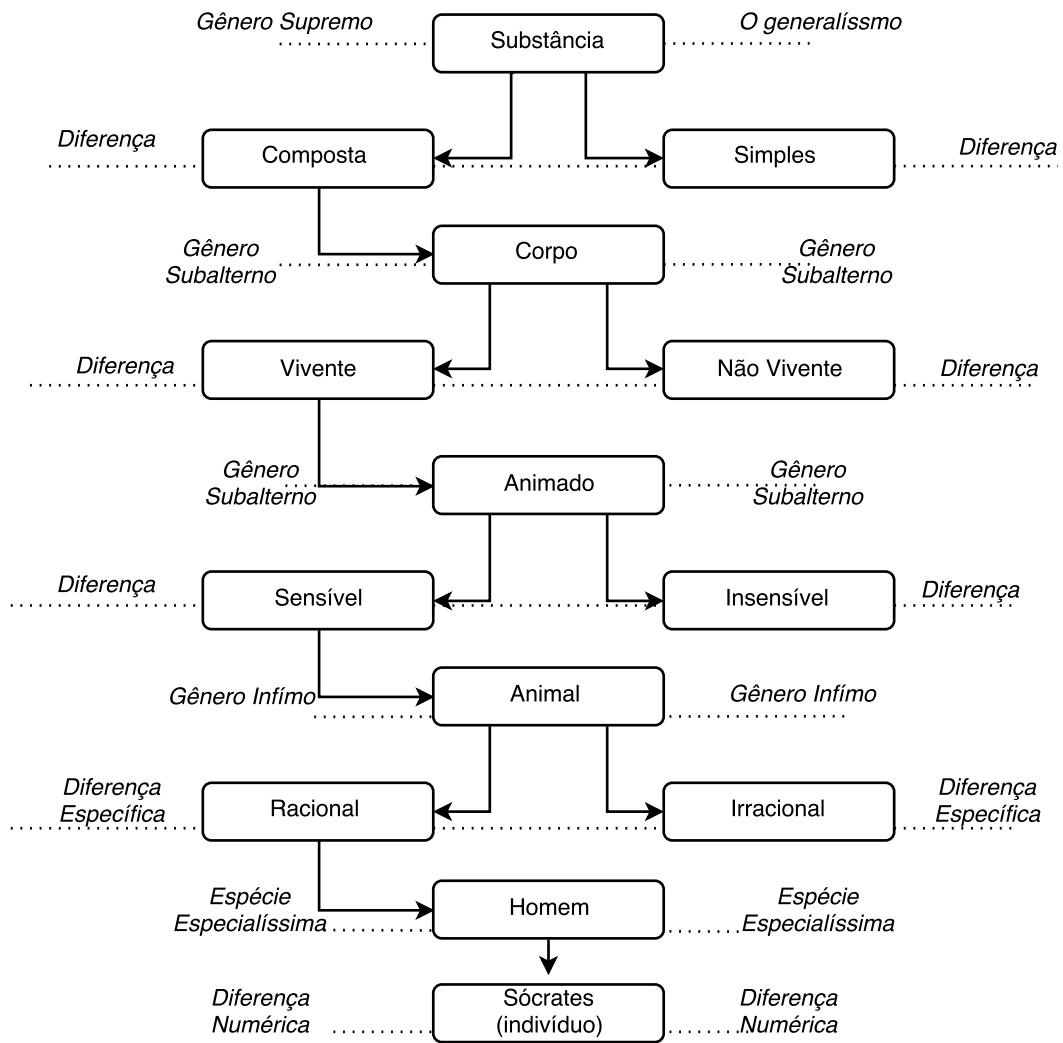 Gênero Supremo
Substância
O generalíssmo
Diferença
Composta
Simples
Diferença
Gênero
Subalterno
Corpo
Gênero
Subalterno
Diferença
Vivente
Não Vivente
Diferença
Gênero
Subalterno
Animado
Gênero
Subalterno
Diferença
Sensível
Insensível
Diferença
Gênero Infímo
Animal
Gênero Infímo
Diferença
Específica
Racional
Irracional
Diferença
Específica
Espécie
Especialíssima
Homem
Espécie
Especialíssima
Diferença
Numérica
Sócrates
(indivíduo)
Diferença
Numérica